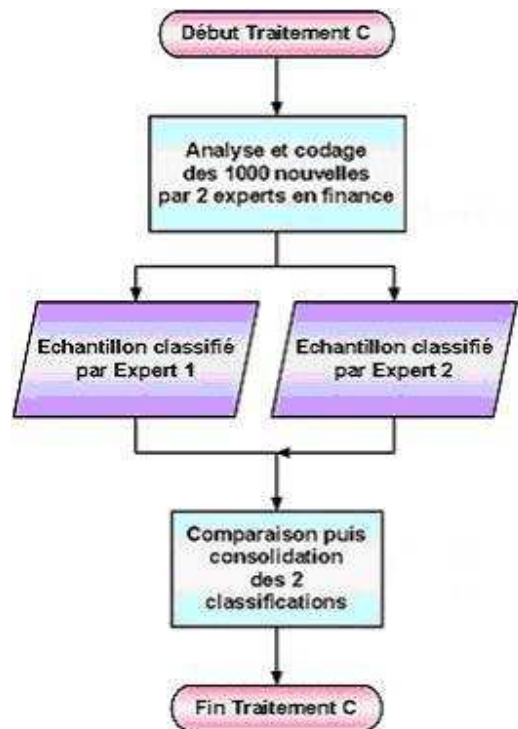 Début Traitement C
Analyse et codage
des 1000 nouvelles
par 2 experts en finance
Echantillon classifié
par Expert 1
Echantillon classifié
par Expert 2
Comparaison puis
consolidation
des 2
classifications
Fin Traitement C